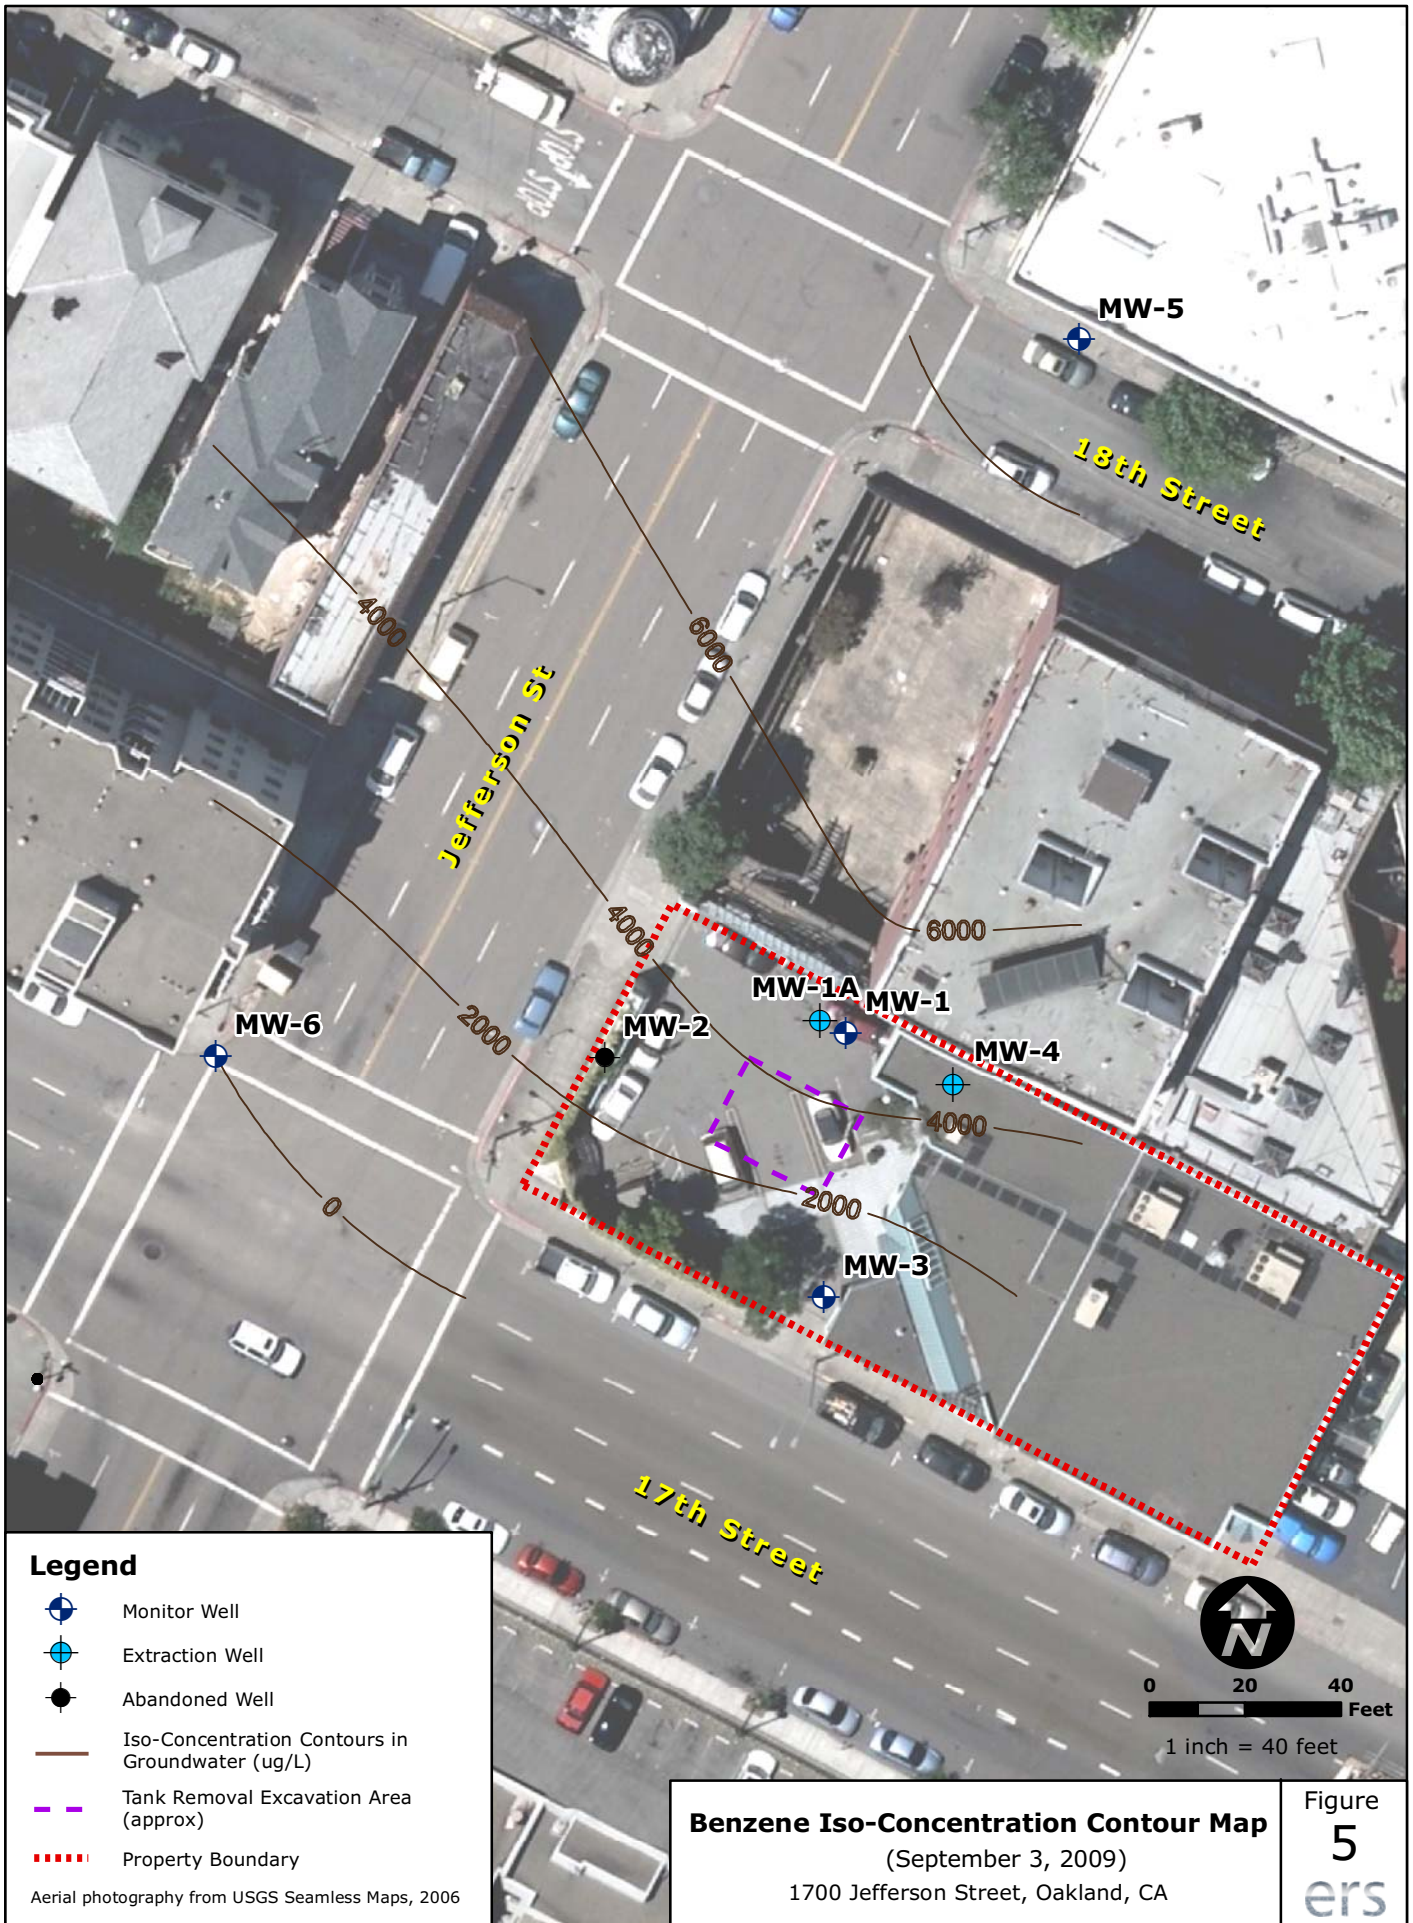 STOP STOP
MW-5
18th Street
4000
6000
Jefferson St
4000
6000
MW-1A
MW-1
MW-6
2000
MW-2
MW-4
4000
0
2000
MW-3
17th Street
Legend
Monitor Well
Extraction Well
Abandoned Well
Iso-Concentration Contours in
Groundwater (ug/L)
Tank Removal Excavation Area
(approx)
Property Boundary
Aerial photography from USGS Seamless Maps, 2006
N
0 20 40
Feet
1 inch = 40 feet
Benzene Iso-Concentration Contour Map
(September 3, 2009)
1700 Jefferson Street, Oakland, CA
Figure
5
ers